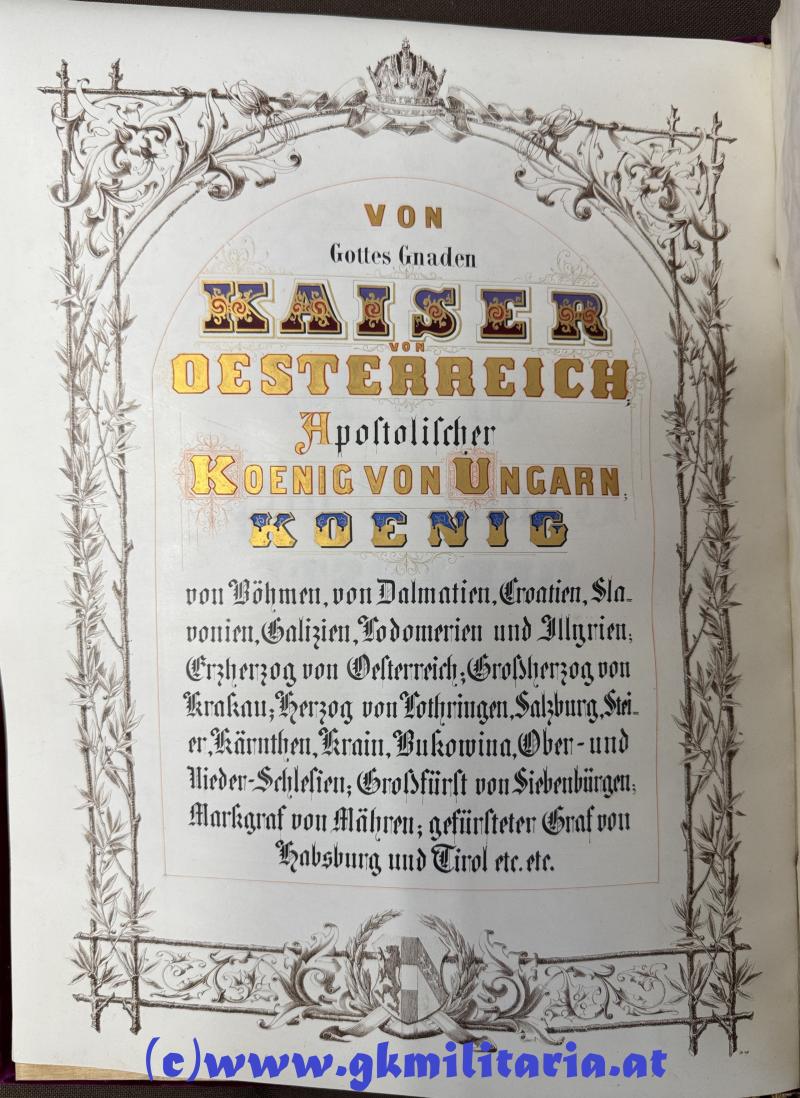 VON
Gottes Gnaden
KAISER
VON
OESTERREICH,
Apostolischer
KOENIG VON UNGARN,
KOENIG
von Böhmen, von Dalmatien, Croatien, Sla-
vonien, Galizien, Lodomerien und Illyrien;
Erzherzog von Oesterreich; Großherzog von
Krakau; Herzog von Lothringen, Salzburg, Stei-
er, Kärnthen, Krain, Bukowina, Ober- und
Nieder-Schlesien; Großfürst von Siebenbürgen;
Markgraf von Mähren; gefürsteter Graf von
Habsburg und Tirol etc. etc.
(c)www.gkmilitaria.at